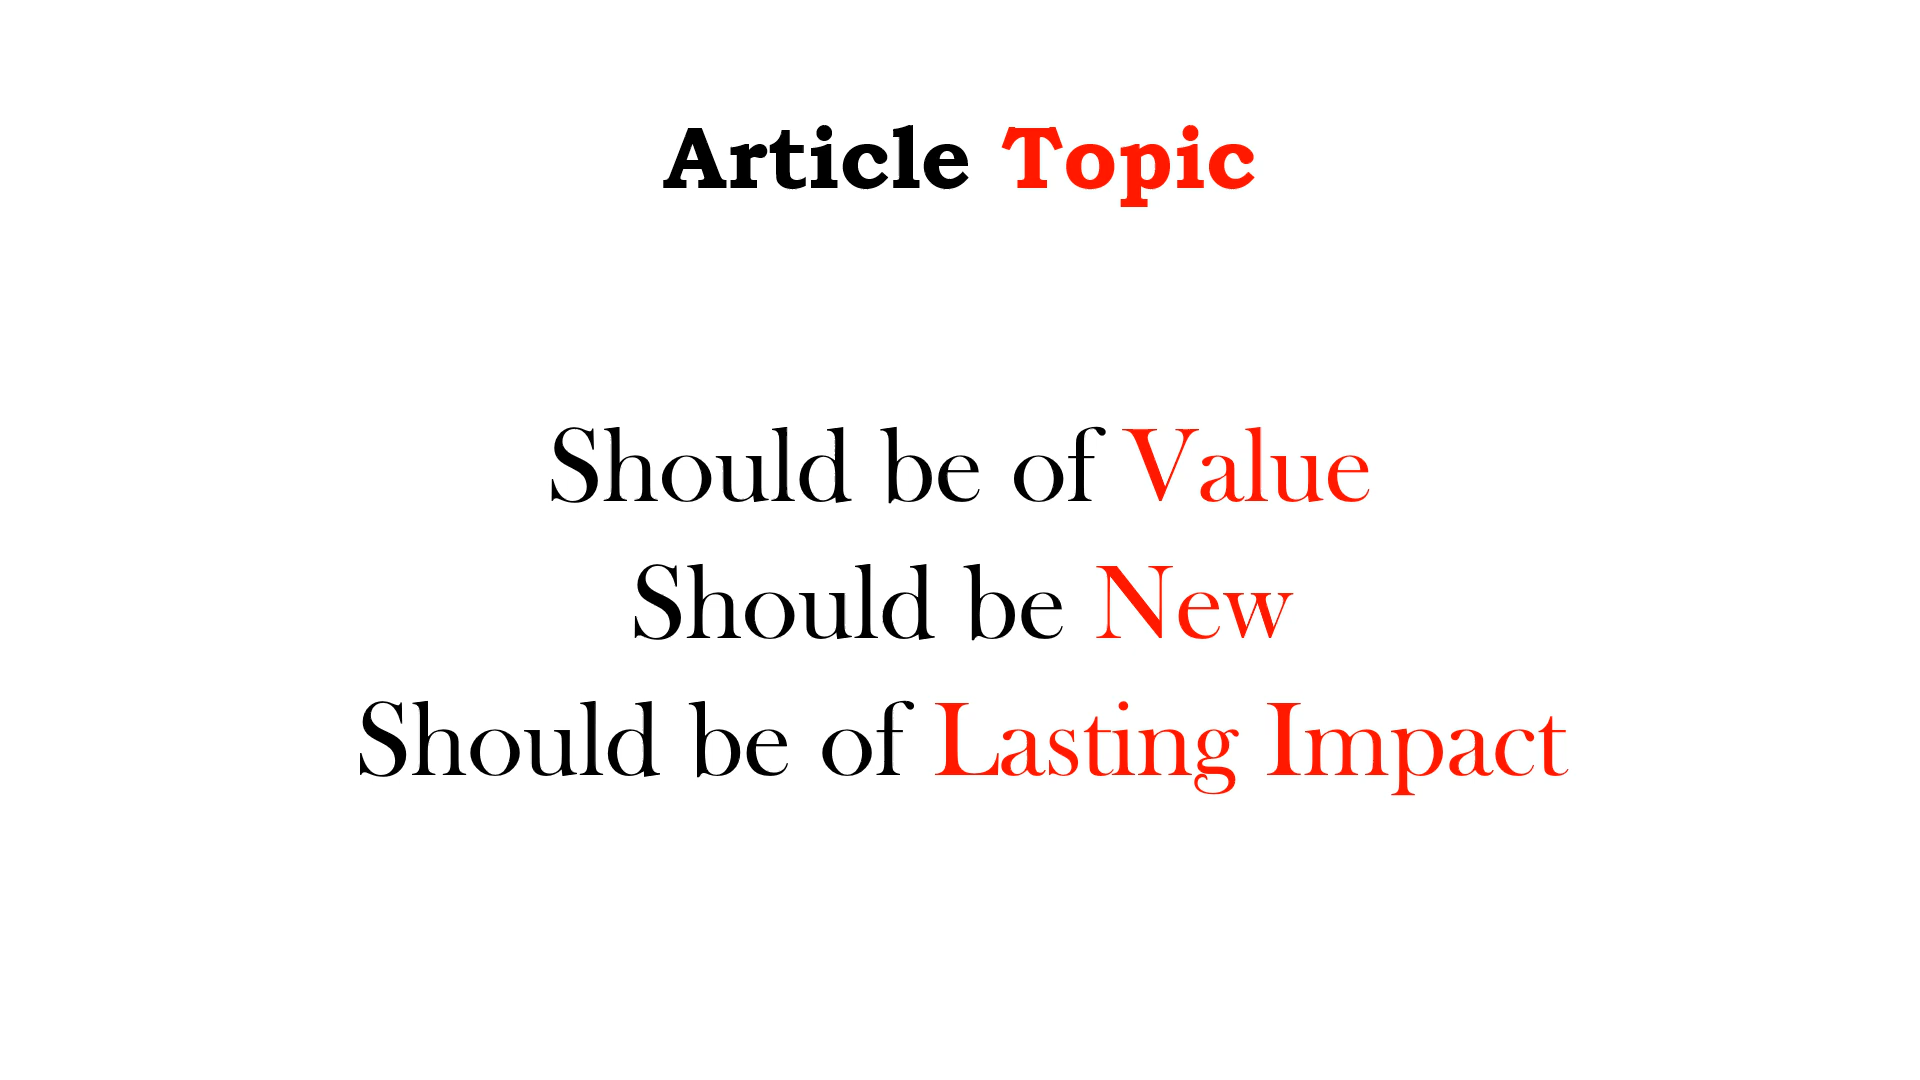 Article Topic
Should be of Value
Should be New
Should be of Lasting Impact